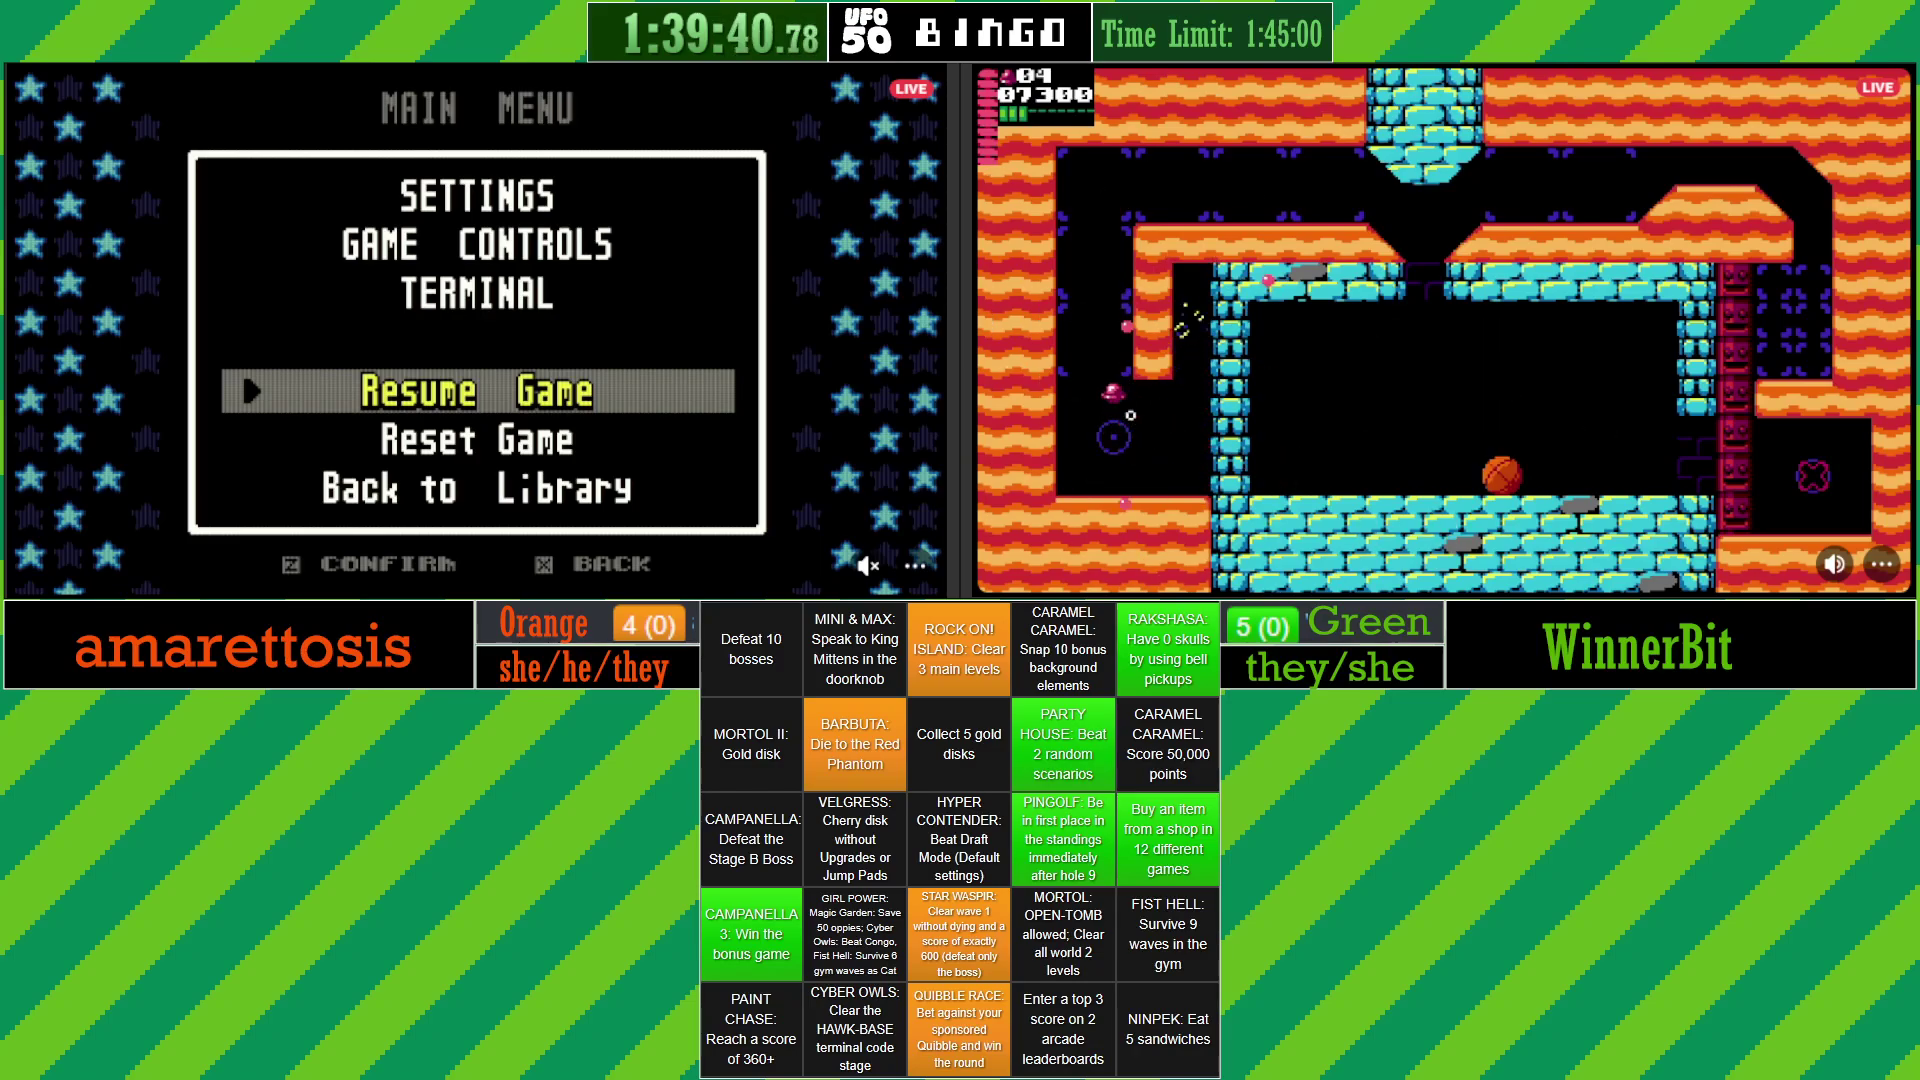 1:39:40.78
UFO 50
BINGO
Time Limit: 1:45:00
MAIN MENU
LIVE
SETTINGS
GAME CONTROLS
TERMINAL
Resume Game
Reset Game
Back to Library
Z CONFIRM
X BACK
04
07300
LIVE
amarettosis
Orange
4 (0)
she/he/they
5 (0)
Green
they/she
WinnerBit
Defeat 10
bosses
MINI & MAX:
Speak to King
Mittens in the
doorknob
ROCK ON!
ISLAND: Clear
3 main levels
CARAMEL
CARAMEL:
Snap 10 bonus
background
elements
RAKSHASA:
Have 0 skulls
by using bell
pickups
MORTOL II:
Gold disk
BARBUTA:
Die to the Red
Phantom
Collect 5 gold
disks
PARTY
HOUSE: Beat
2 random
scenarios
CARAMEL
CARAMEL:
Score 50,000
points
CAMPANELLA:
Defeat the
Stage B Boss
VELGRESS:
Cherry disk
without
Upgrades or
Jump Pads
HYPER
CONTENDER:
Beat Draft
Mode (Default
settings)
PINGOLF: Be
in first place in
the standings
immediately
after hole 9
Buy an item
from a shop in
12 different
games
CAMPANELLA
3: Win the
bonus game
GIRL POWER:
Magic Garden: Save
50 oppies; Cyber
Owls: Beat Congo,
Fist Hell: Survive 6
gym waves as Cat
STAR WASPIR:
Clear wave 1
without dying and a
score of exactly
600 (defeat only
the boss)
MORTOL:
OPEN-TOMB
allowed; Clear
all world 2
levels
FIST HELL:
Survive 9
waves in the
gym
PAINT
CHASE:
Reach a score
of 360+
CYBER OWLS:
Clear the
HAWK-BASE
terminal code
stage
QUIBBLE RACE:
Bet against your
sponsored
Quibble and win
the round
Enter a top 3
score on 2
arcade
leaderboards
NINPEK: Eat
5 sandwiches